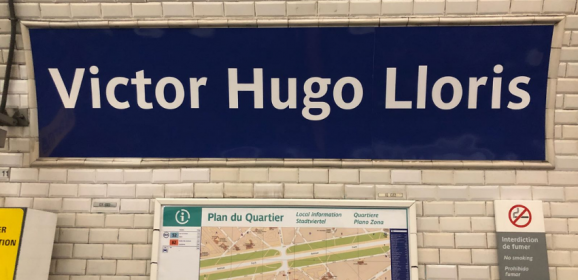 Victor Hugo Lloris
Plan du Quartier
Local information
Stadtviertel
Quartiere
Plano Zona
Interdiction
de fumer
No smoking
Prohibido
fumar